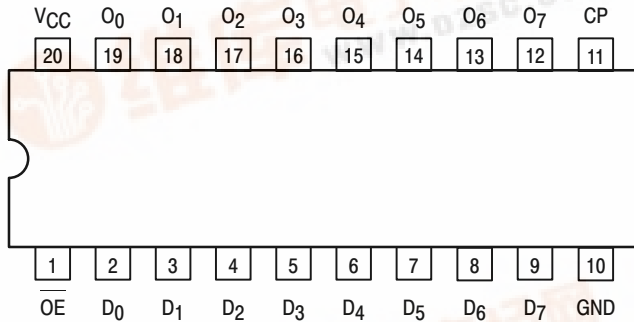 VCC O0 O1 O2 O3 O4 O5 O6 O7 CP
20 19 18 17 16 15 14 13 12 11
1 2 3 4 5 6 7 8 9 10
OE D0 D1 D2 D3 D4 D5 D6 D7 GND